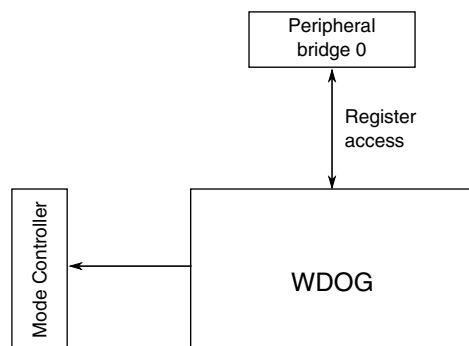 Peripheral
bridge 0
Register
access
Mode Controller
WDOG